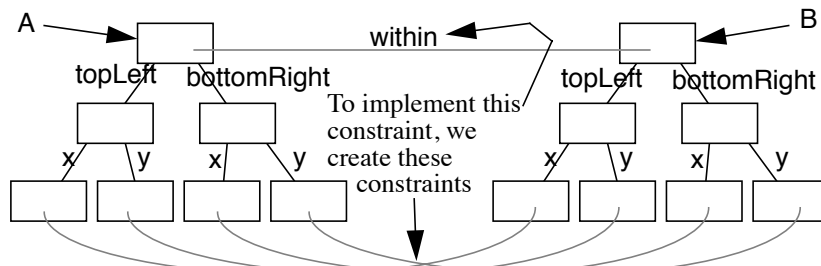 A
within
B
topLeft
bottomRight
topLeft
bottomRight
To implement this
constraint, we
create these
constraints
x
y
x
y
x
y
x
y